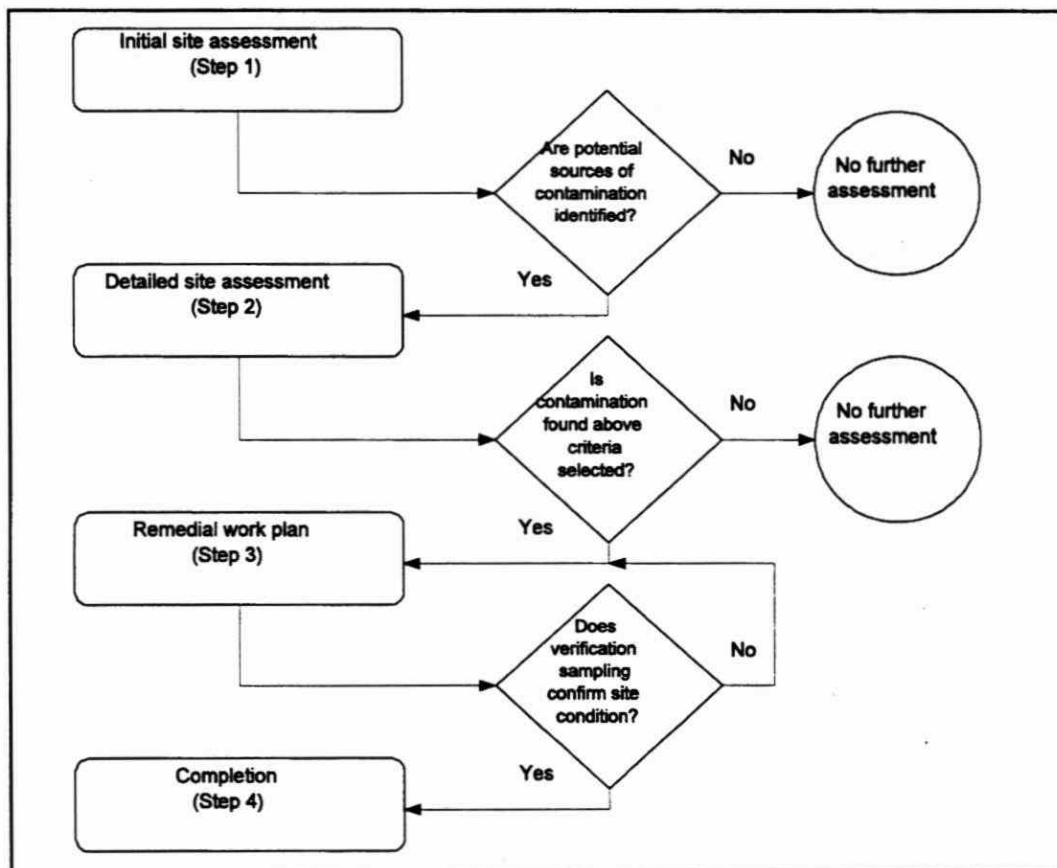 Initial site assessment
(Step 1)
Are potential
sources of
contamination
identified?
No
No further
assessment
Yes
Detailed site assessment
(Step 2)
Is
contamination
found above
criteria
selected?
No
No further
assessment
Yes
Remedial work plan
(Step 3)
Does
verification
sampling
confirm site
condition?
No
Yes
Completion
(Step 4)